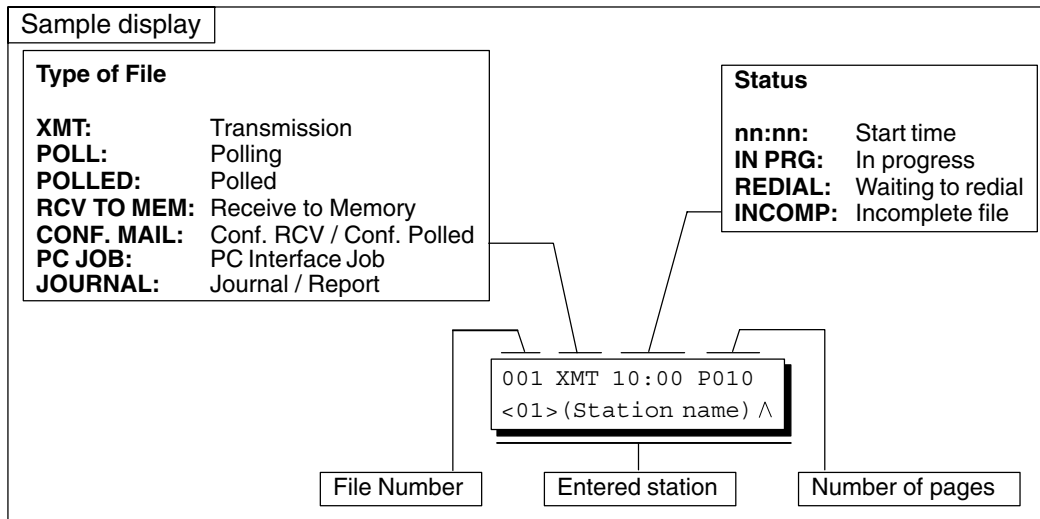 Sample display
Type of File
XMT: Transmission
POLL: Polling
POLLED: Polled
RCV TO MEM: Receive to Memory
CONF. MAIL: Conf. RCV / Conf. Polled
PC JOB: PC Interface Job
JOURNAL: Journal / Report
Status
nn:nn: Start time
IN PRG: In progress
REDIAL: Waiting to redial
INCOMP: Incomplete file
001 XMT 10:00 P010
<01>(Station name) ∧
File Number
Entered station
Number of pages